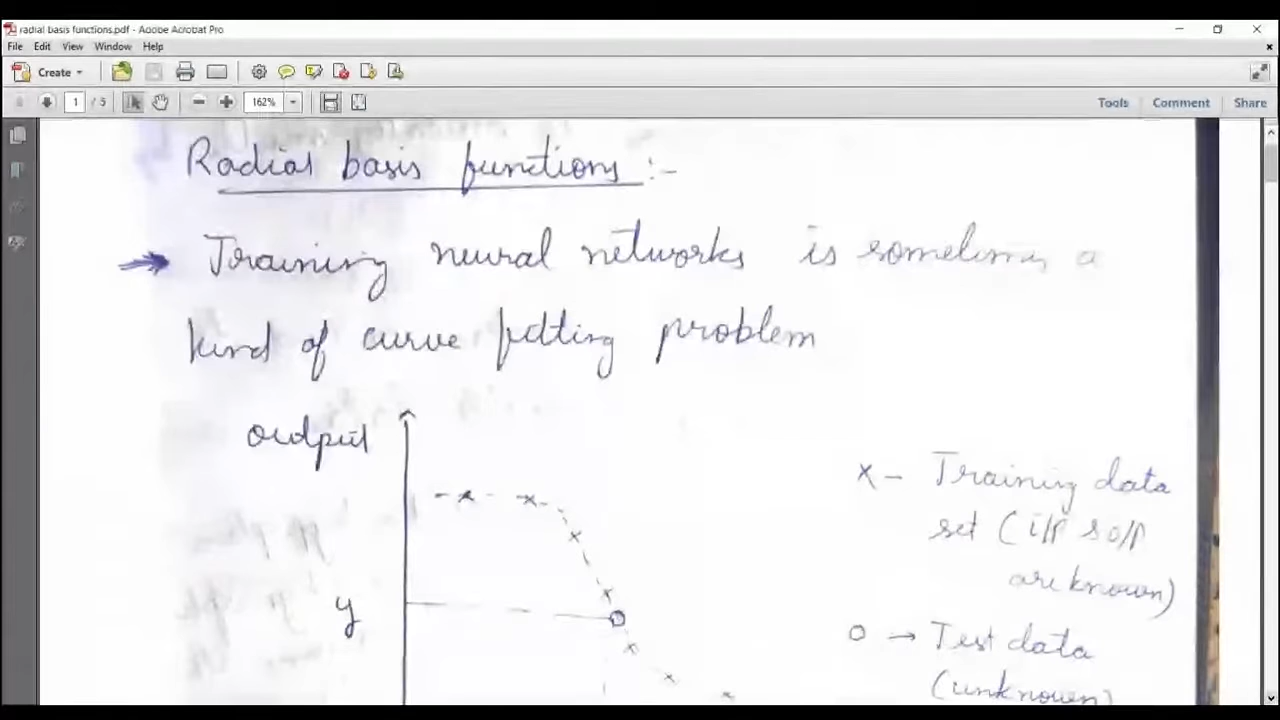 radial basis functions.pdf - Adobe Acrobat Pro
File Edit View Window Help
Create
1 / 5 162% Tools Comment Share
Radial basis functions :-
Training neural networks is sometimes a
kind of curve fitting problem
output
x - Training data
set (i/p s o/p
are known)
y
o → Test data
(unknown)